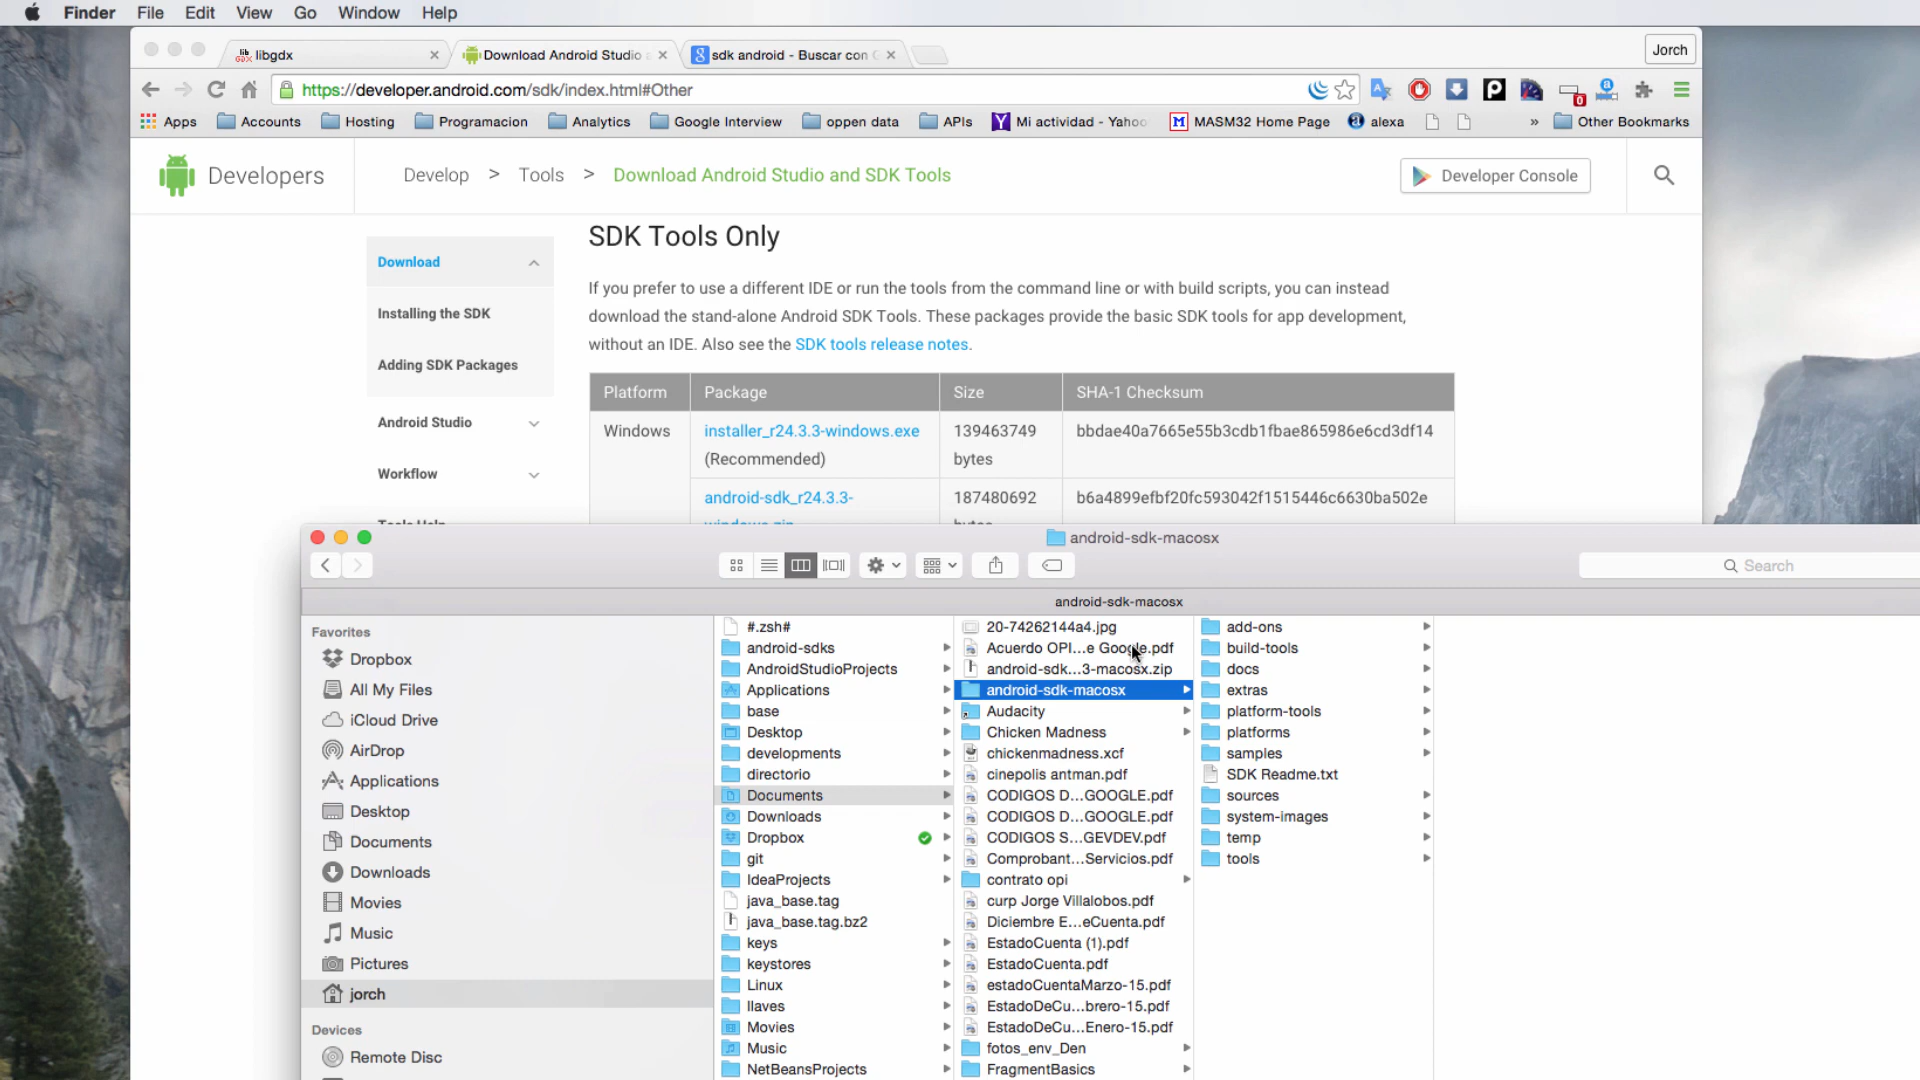 Finder File Edit View Go Window Help
libgdx
Download Android Studio
sdk android - Buscar con
Jorch
https://developer.android.com/sdk/index.html#Other
0
Apps Accounts Hosting Programacion Analytics Google Interview oppen data APIs Mi actividad - Yahoo MASM32 Home Page alexa » Other Bookmarks
Developers
Develop > Tools > Download Android Studio and SDK Tools
Developer Console
SDK Tools Only
Download
Installing the SDK
Adding SDK Packages
Android Studio
Workflow
Tools Help
If you prefer to use a different IDE or run the tools from the command line or with build scripts, you can instead
download the stand-alone Android SDK Tools. These packages provide the basic SDK tools for app development,
without an IDE. Also see the SDK tools release notes.
Platform Package Size SHA-1 Checksum
Windows installer_r24.3.3-windows.exe 139463749 bbdae40a7665e55b3cdb1fbae865986e6cd3df14
(Recommended) bytes
android-sdk_r24.3.3- 187480692 b6a4899efbf20fc593042f1515446c6630ba502e
windows.zip bytes
android-sdk-macosx
Search
android-sdk-macosx
Favorites
Dropbox
All My Files
iCloud Drive
AirDrop
Applications
Desktop
Documents
Downloads
Movies
Music
Pictures
jorch
Devices
Remote Disc
#.zsh#
android-sdks
AndroidStudioProjects
Applications
base
Desktop
developments
directorio
Documents
Downloads
Dropbox
git
IdeaProjects
java_base.tag
java_base.tag.bz2
keys
keystores
Linux
llaves
Movies
Music
NetBeansProjects
20-74262144a4.jpg
Acuerdo OPI...e Google.pdf
android-sdk...3-macosx.zip
android-sdk-macosx
Audacity
Chicken Madness
chickenmadness.xcf
cinepolis antman.pdf
CODIGOS D...GOOGLE.pdf
CODIGOS D...GOOGLE.pdf
CODIGOS S...GEVDEV.pdf
Comprobant...Servicios.pdf
contrato opi
curp Jorge Villalobos.pdf
Diciembre E...eCuenta.pdf
EstadoCuenta (1).pdf
EstadoCuenta.pdf
estadoCuentaMarzo-15.pdf
EstadoDeCu...brero-15.pdf
EstadoDeCu...Enero-15.pdf
fotos_env_Den
FragmentBasics
add-ons
build-tools
docs
extras
platform-tools
platforms
samples
SDK Readme.txt
sources
system-images
temp
tools